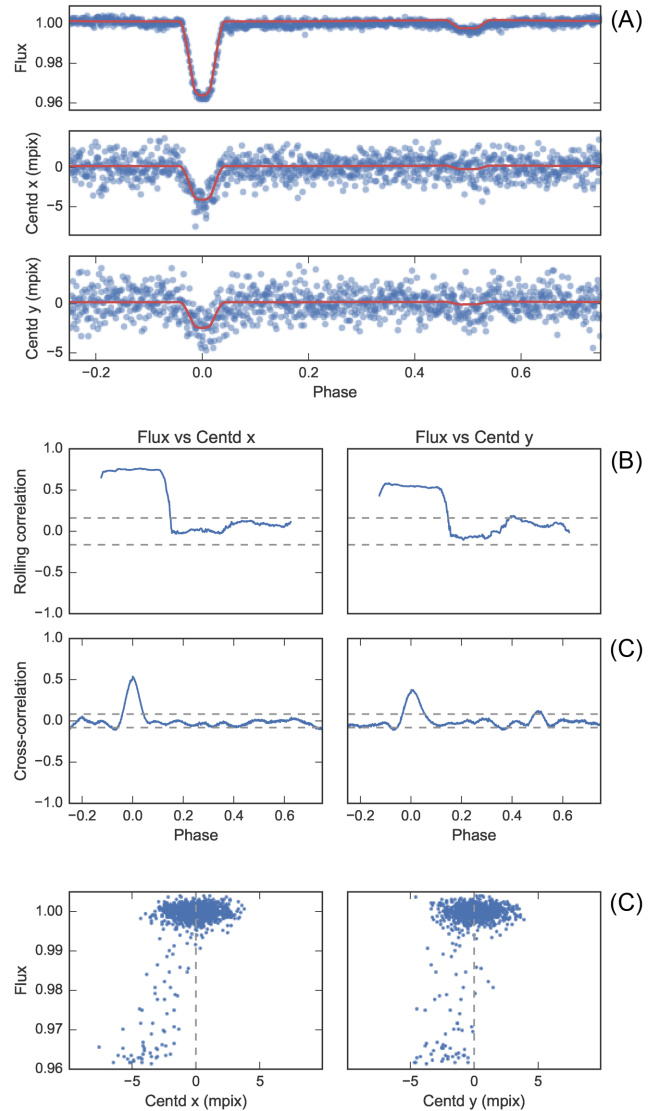 (A)
1.00
0.98
0.96
Flux
0
−5
Centd x (mpix)
0
−5
Centd y (mpix)
−0.2 0.0 0.2 0.4 0.6
Phase
Flux vs Centd x Flux vs Centd y
(B)
1.0
0.5
0.0
−0.5
−1.0
Rolling correlation
(C)
1.0
0.5
0.0
−0.5
−1.0
Cross-correlation
−0.2 0.0 0.2 0.4 0.6 −0.2 0.0 0.2 0.4 0.6
Phase Phase
(C)
1.00
0.99
0.98
0.97
0.96
Flux
−5 0 5 −5 0 5
Centd x (mpix) Centd y (mpix)